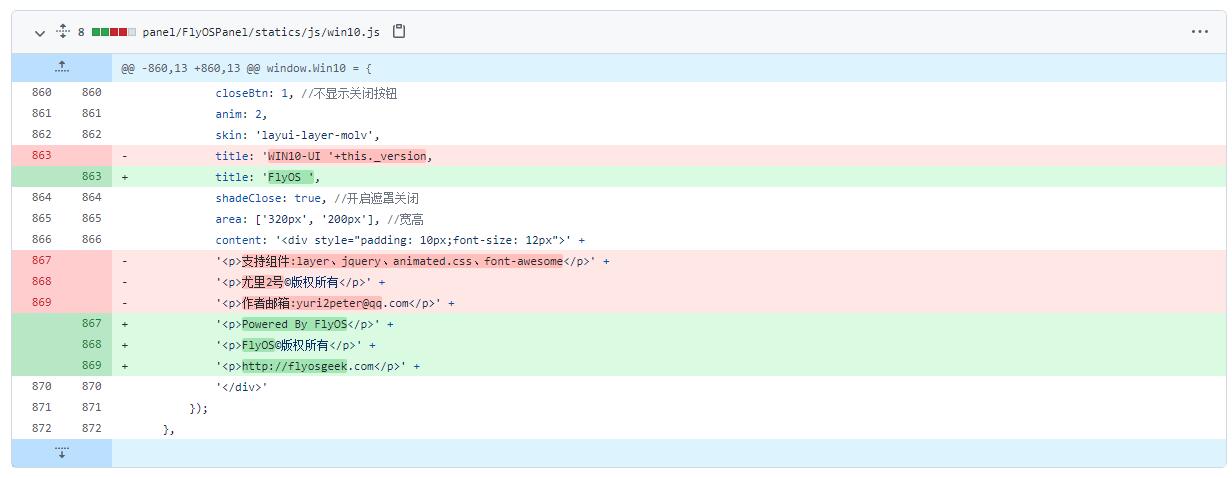 8 panel/FlyOSPanel/statics/js/win10.js
@@ -860,13 +860,13 @@ window.Win10 = {
860 860 closeBtn: 1, //不显示关闭按钮
861 861 anim: 2,
862 862 skin: 'layui-layer-molv',
863 - title: 'WIN10-UI '+this._version,
863 + title: 'FlyOS ',
864 864 shadeClose: true, //开启遮罩关闭
865 865 area: ['320px', '200px'], //宽高
866 866 content: '<div style="padding: 10px;font-size: 12px">' +
867 - '<p>支持组件:layer、jquery、animated.css、font-awesome</p>' +
868 - '<p>尤里2号©版权所有</p>' +
869 - '<p>作者邮箱:yuri2peter@qq.com</p>' +
867 + '<p>Powered By FlyOS</p>' +
868 + '<p>FlyOS©版权所有</p>' +
869 + '<p>http://flyosgeek.com</p>' +
870 870 '</div>'
871 871 });
872 872 },